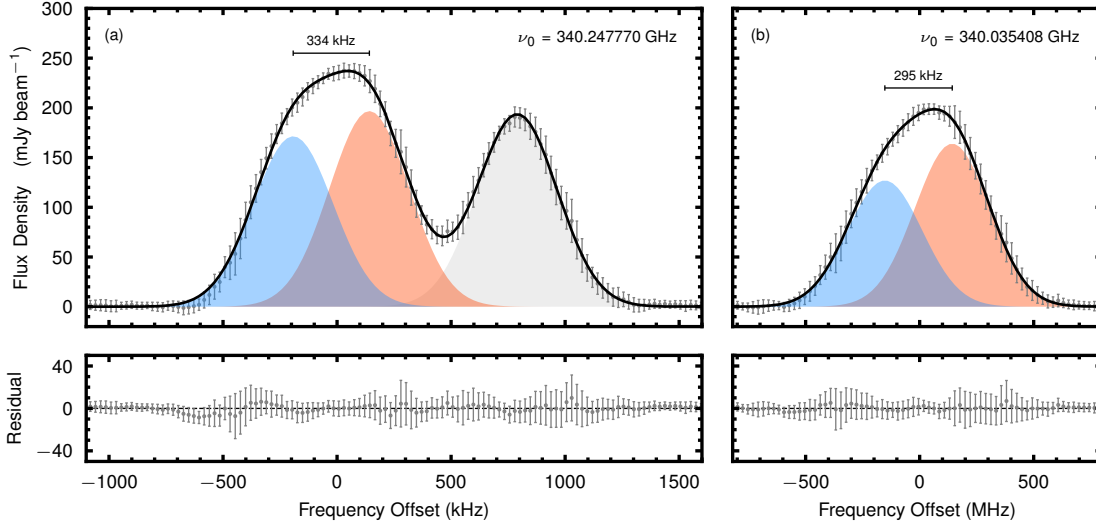 (a)
334 kHz
ν₀ = 340.247770 GHz
(b)
ν₀ = 340.035408 GHz
295 kHz
Flux Density (mJy beam⁻¹)
250
200
150
100
50
0
Residual
40
0
−40
−1000 −500 0 500 1000 1500
−500 0 500
Frequency Offset (kHz)
Frequency Offset (MHz)